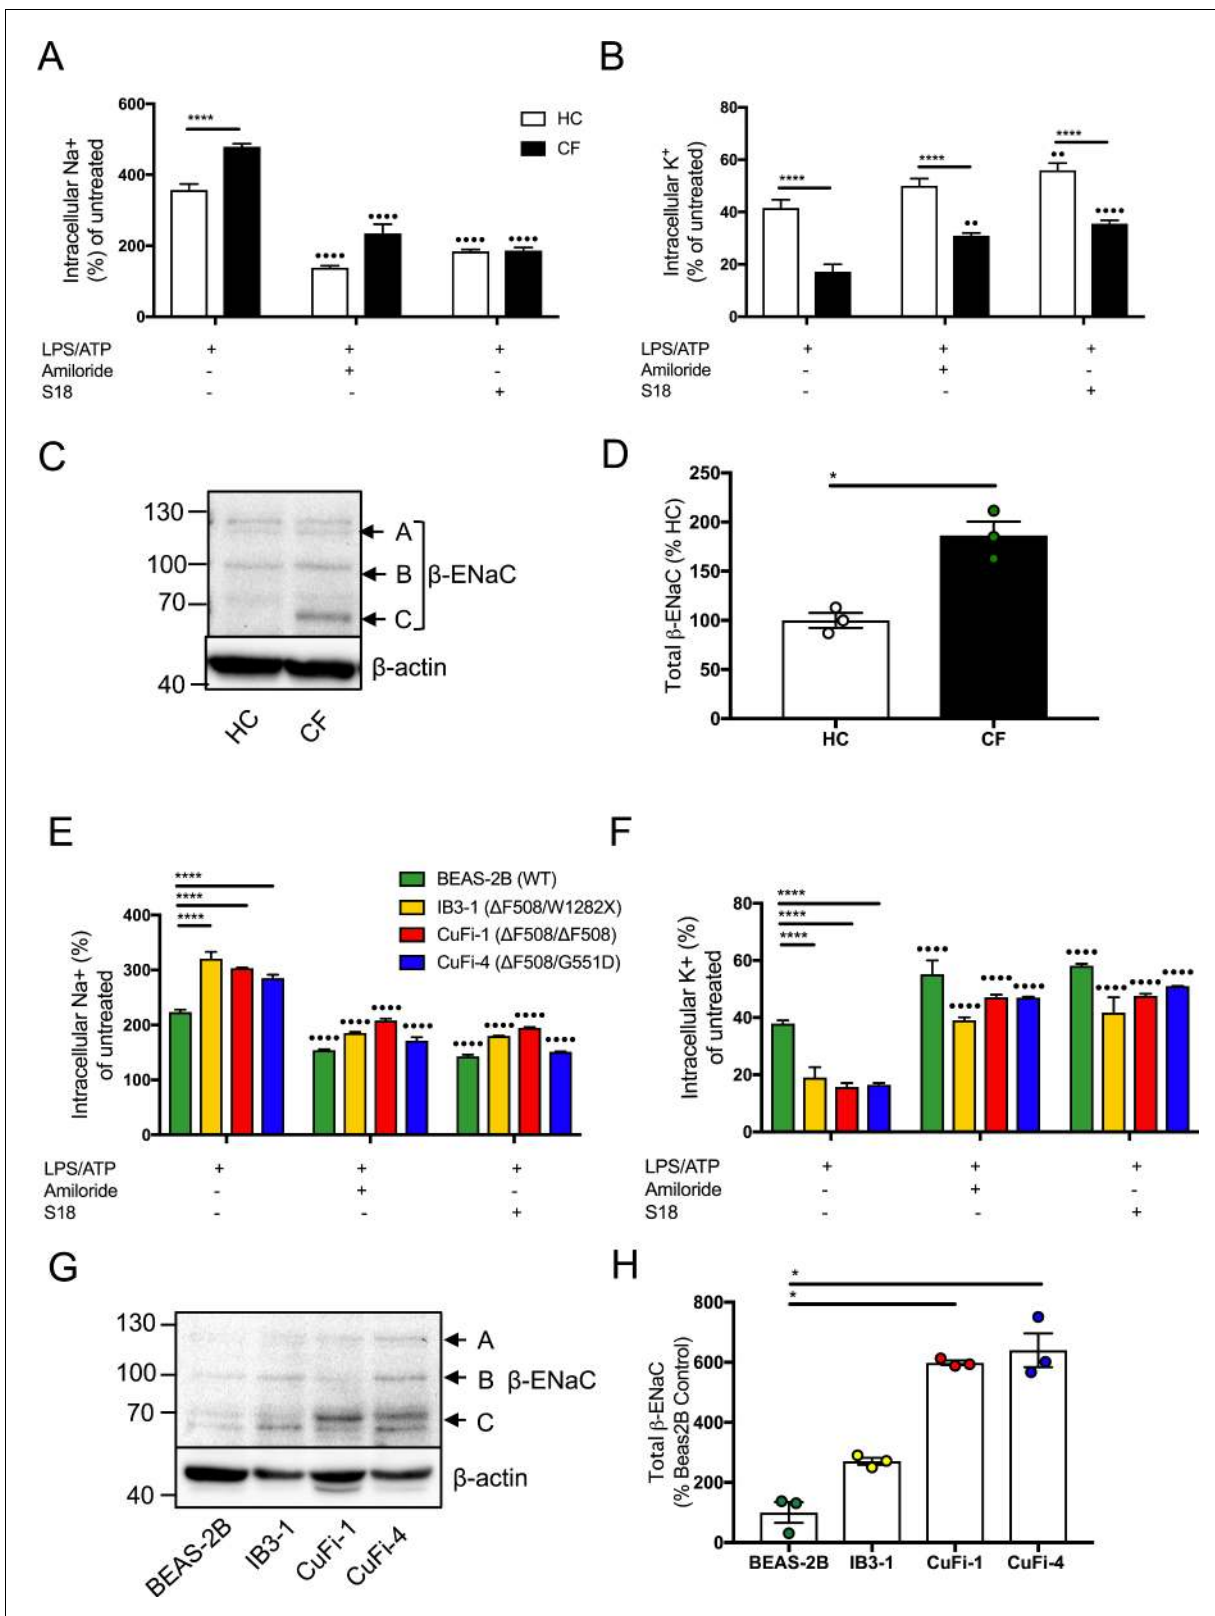 A
Intracellular Na+
(%) of untreated
600
400
200
0
****
HC
CF
••••
••••
••••
••••
LPS/ATP + + +
Amiloride - + -
S18 - - +
B
Intracellular K+
(% of untreated)
80
60
40
20
0
****
****
••
****
••
••••
LPS/ATP + + +
Amiloride - + -
S18 - - +
C
130
100
70
40
A
B
C
β-ENaC
β-actin
HC
CF
D
Total β-ENaC (% HC)
250
200
150
100
50
0
*
HC
CF
E
Intracellular Na+ (%)
of untreated
400
300
200
100
0
****
****
****
BEAS-2B (WT)
IB3-1 (ΔF508/W1282X)
CuFi-1 (ΔF508/ΔF508)
CuFi-4 (ΔF508/G551D)
••••
••••
••••
••••
••••
••••
••••
••••
LPS/ATP + + +
Amiloride - + -
S18 - - +
F
Intracellular K+ (%)
of untreated
80
60
40
20
0
****
****
****
••••
••••
••••
••••
••••
••••
••••
••••
LPS/ATP + + +
Amiloride - + -
S18 - - +
G
130
100
70
40
A
B β-ENaC
C
β-actin
BEAS-2B
IB3-1
CuFi-1
CuFi-4
H
Total β-ENaC
(% Beas2B Control)
800
600
400
200
0
*
*
BEAS-2B
IB3-1
CuFi-1
CuFi-4